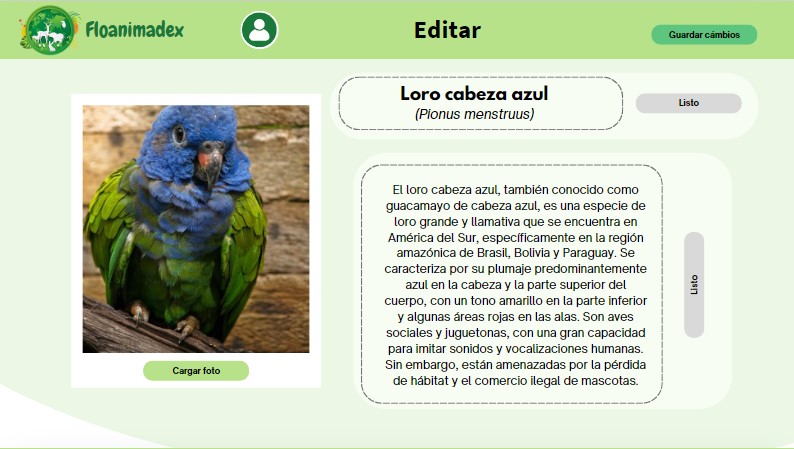 Floanimadex
Editar
Guardar cámbios
Loro cabeza azul
(Pionus menstruus)
Listo
El loro cabeza azul, también conocido como
guacamayo de cabeza azul, es una especie de
loro grande y llamativa que se encuentra en
América del Sur, específicamente en la región
amazónica de Brasil, Bolivia y Paraguay. Se
caracteriza por su plumaje predominantemente
azul en la cabeza y la parte superior del
cuerpo, con un tono amarillo en la parte inferior
y algunas áreas rojas en las alas. Son aves
sociales y juguetonas, con una gran capacidad
para imitar sonidos y vocalizaciones humanas.
Sin embargo, están amenazadas por la pérdida
de hábitat y el comercio ilegal de mascotas.
Listo
Cargar foto